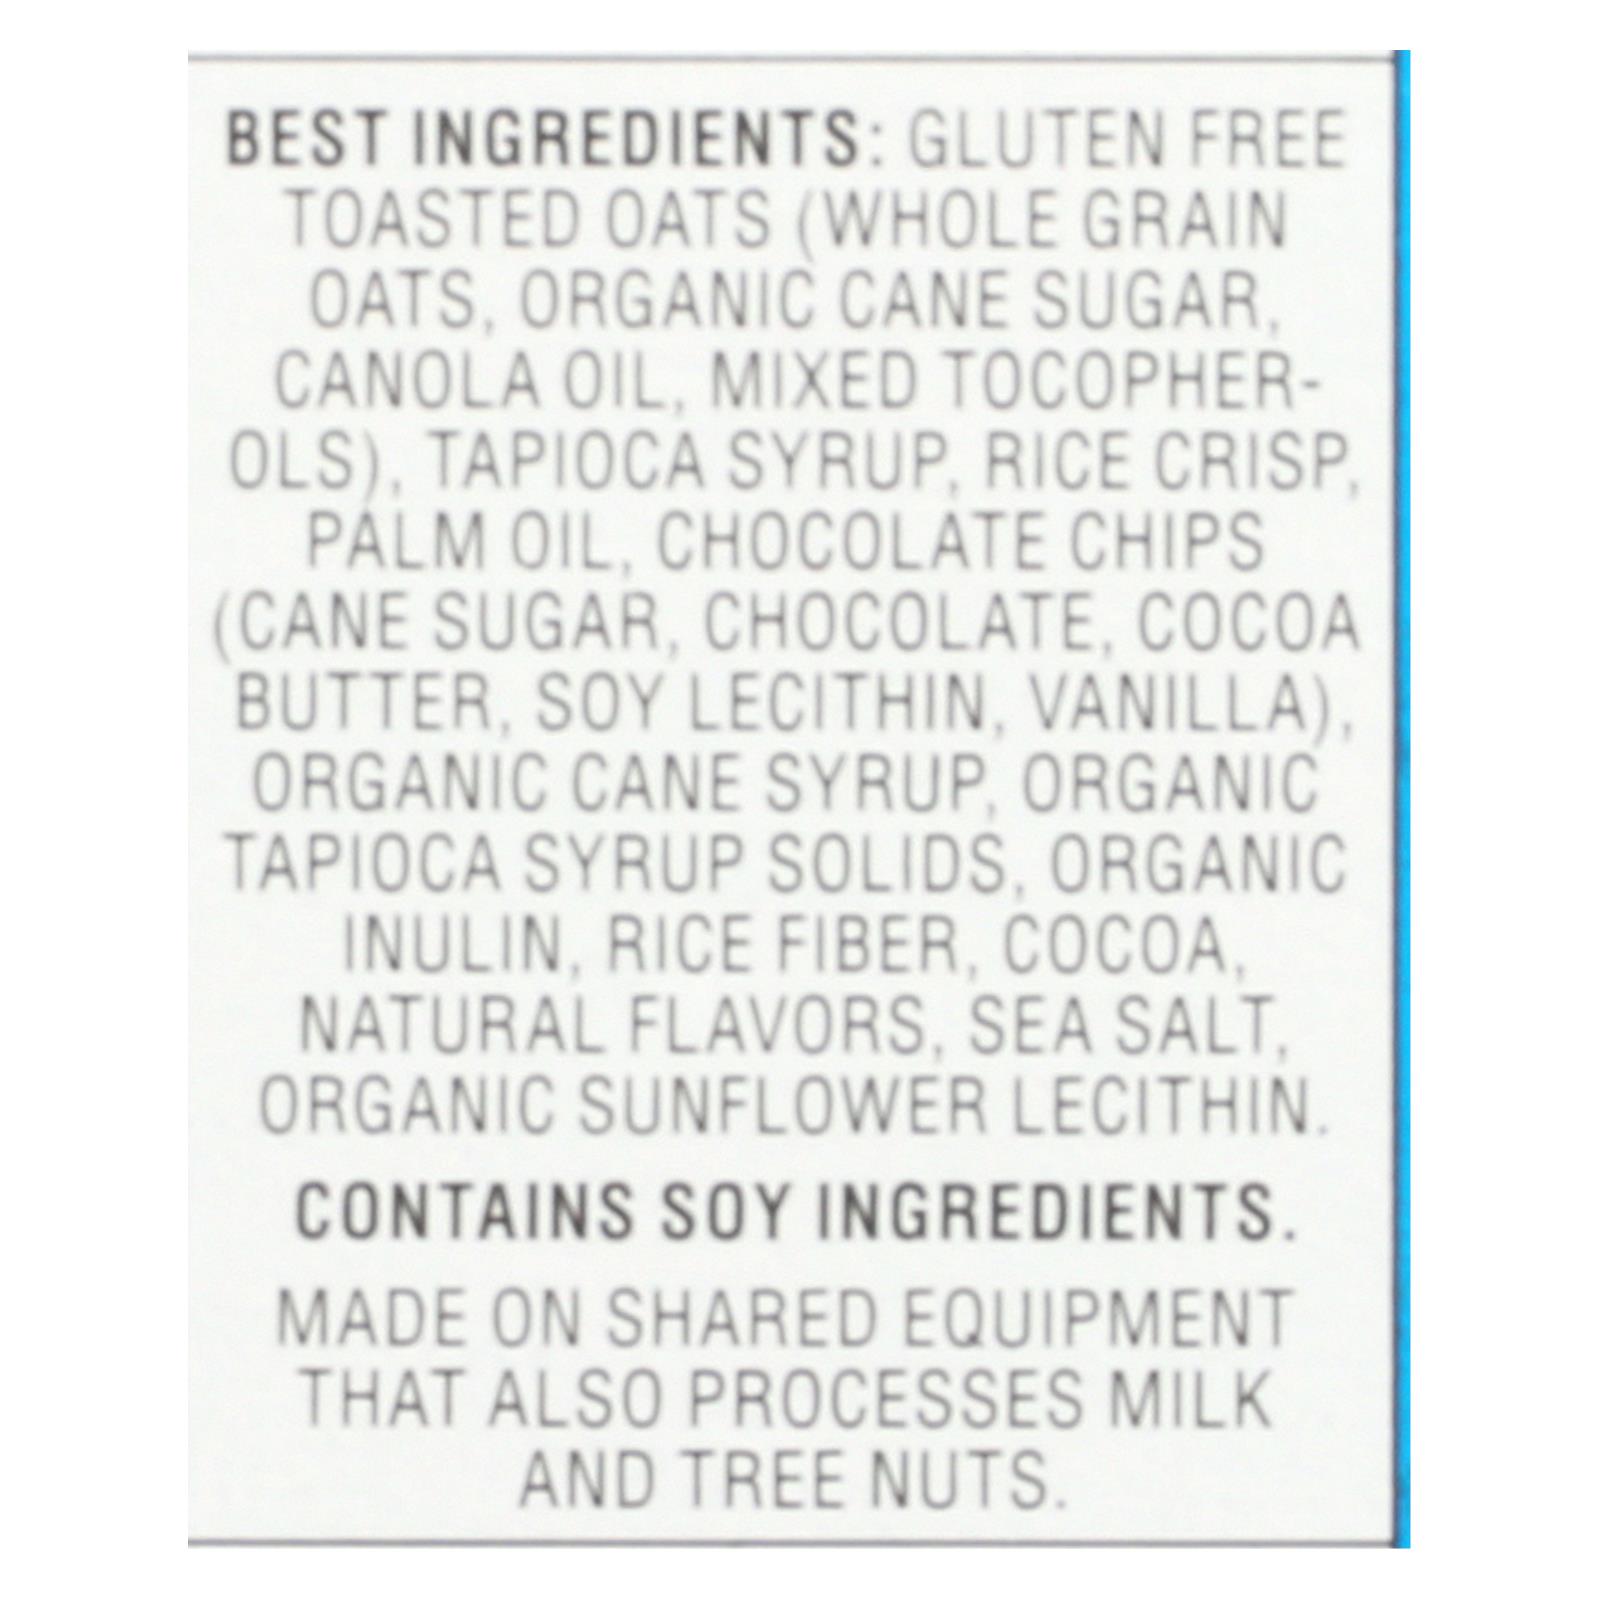 BEST INGREDIENTS: GLUTEN FREE
TOASTED OATS (WHOLE GRAIN
OATS, ORGANIC CANE SUGAR,
CANOLA OIL, MIXED TOCOPHER-
OLS), TAPIOCA SYRUP, RICE CRISP,
PALM OIL, CHOCOLATE CHIPS
(CANE SUGAR, CHOCOLATE, COCOA
BUTTER, SOY LECITHIN, VANILLA),
ORGANIC CANE SYRUP, ORGANIC
TAPIOCA SYRUP SOLIDS, ORGANIC
INULIN, RICE FIBER, COCOA,
NATURAL FLAVORS, SEA SALT,
ORGANIC SUNFLOWER LECITHIN.
CONTAINS SOY INGREDIENTS.
MADE ON SHARED EQUIPMENT
THAT ALSO PROCESSES MILK
AND TREE NUTS.